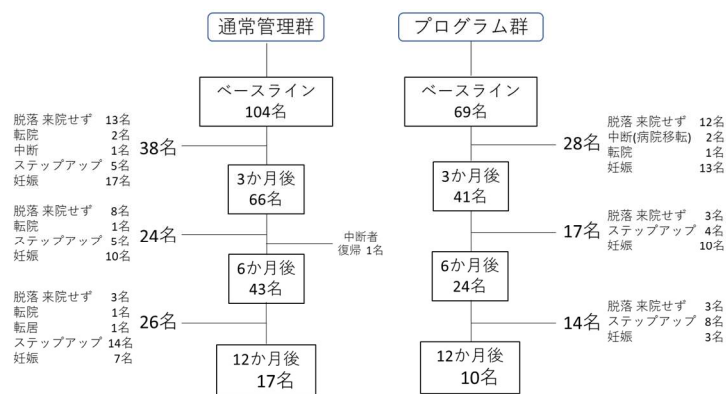 通常管理群
プログラム群
ベースライン
104名
ベースライン
69名
脱落 来院せず 13名
転院 2名
中断 1名
ステップアップ 5名
妊娠 17名
38名
28名
脱落 来院せず 12名
中断(病院移転) 2名
転院 1名
妊娠 13名
3か月後
66名
3か月後
41名
脱落 来院せず 8名
転院 1名
ステップアップ 5名
妊娠 10名
24名
中断者
復帰 1名
17名
脱落 来院せず 3名
ステップアップ 4名
妊娠 10名
6か月後
43名
6か月後
24名
脱落 来院せず 3名
転院 1名
転居 1名
ステップアップ 14名
妊娠 7名
26名
14名
脱落 来院せず 3名
ステップアップ 8名
妊娠 3名
12か月後
17名
12か月後
10名